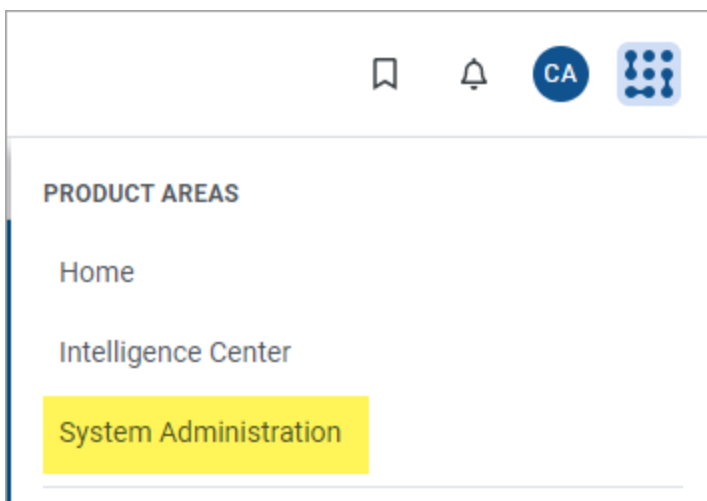 CA
PRODUCT AREAS
Home
Intelligence Center
System Administration